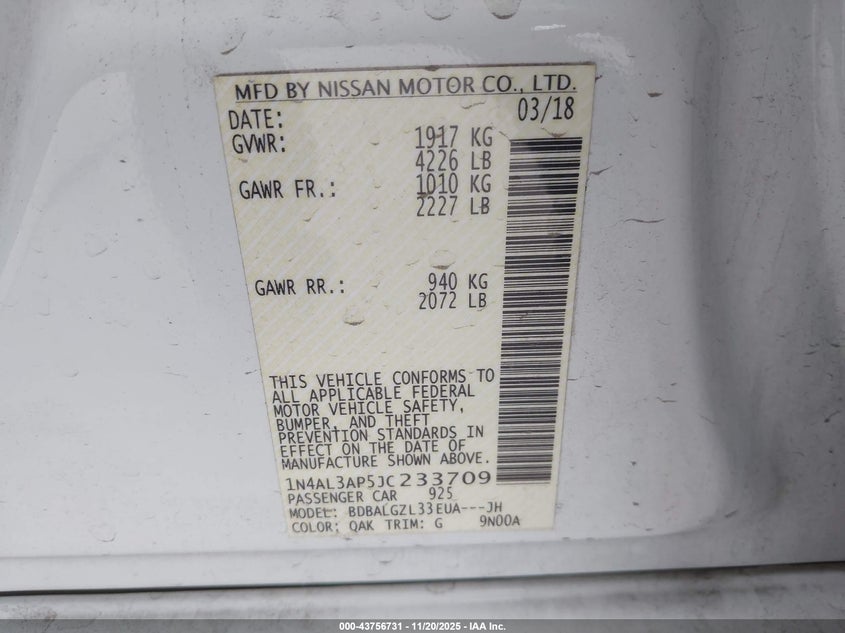 MFD BY NISSAN MOTOR CO., LTD.
DATE: 03/18
GVWR: 1917 KG
4226 LB
GAWR FR.: 1010 KG
2227 LB
GAWR RR.: 940 KG
2072 LB
THIS VEHICLE CONFORMS TO
ALL APPLICABLE FEDERAL
MOTOR VEHICLE SAFETY,
BUMPER, AND THEFT
PREVENTION STANDARDS IN
EFFECT ON THE DATE OF
MANUFACTURE SHOWN ABOVE.
1N4AL3AP5JC233709
PASSENGER CAR 925
MODEL: BDBALGZL33EUA---JH
COLOR: QAK TRIM: G 9N00A
000-43756731 - 11/20/2025 - IAA Inc.